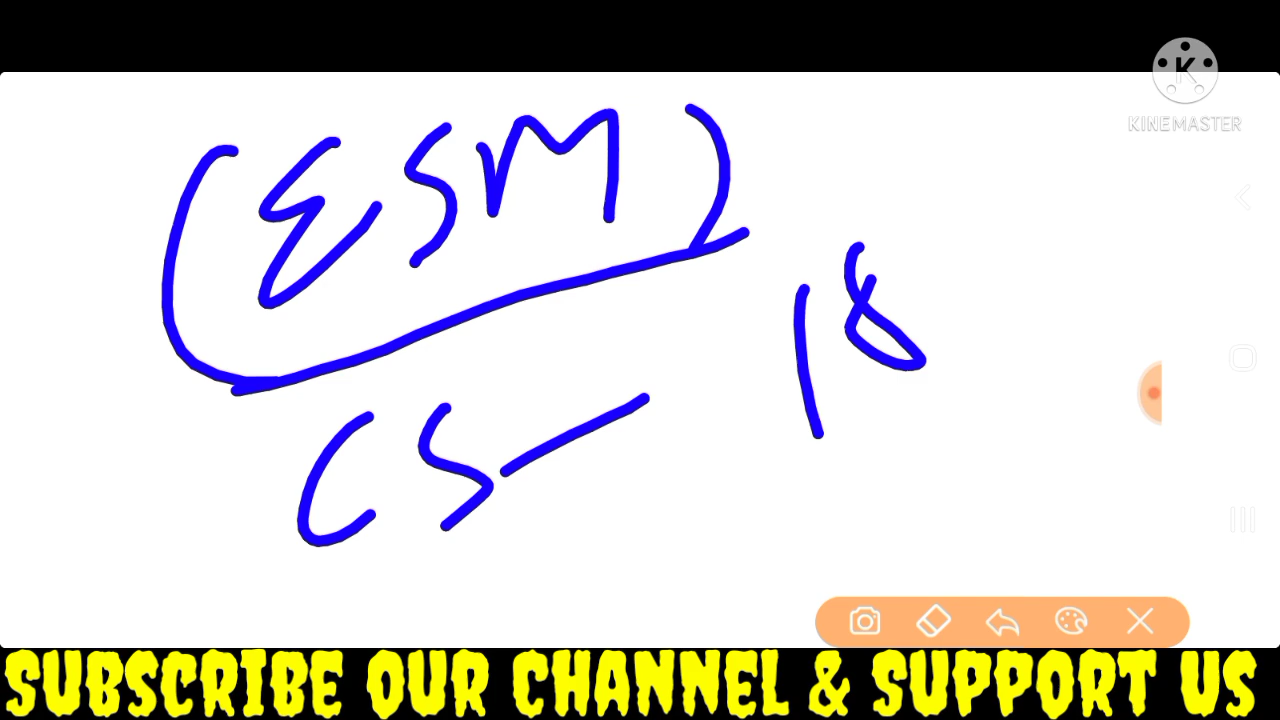 KINEMASTER
(ESM)
18
CS-
SUBSCRIBE OUR CHANNEL & SUPPORT US